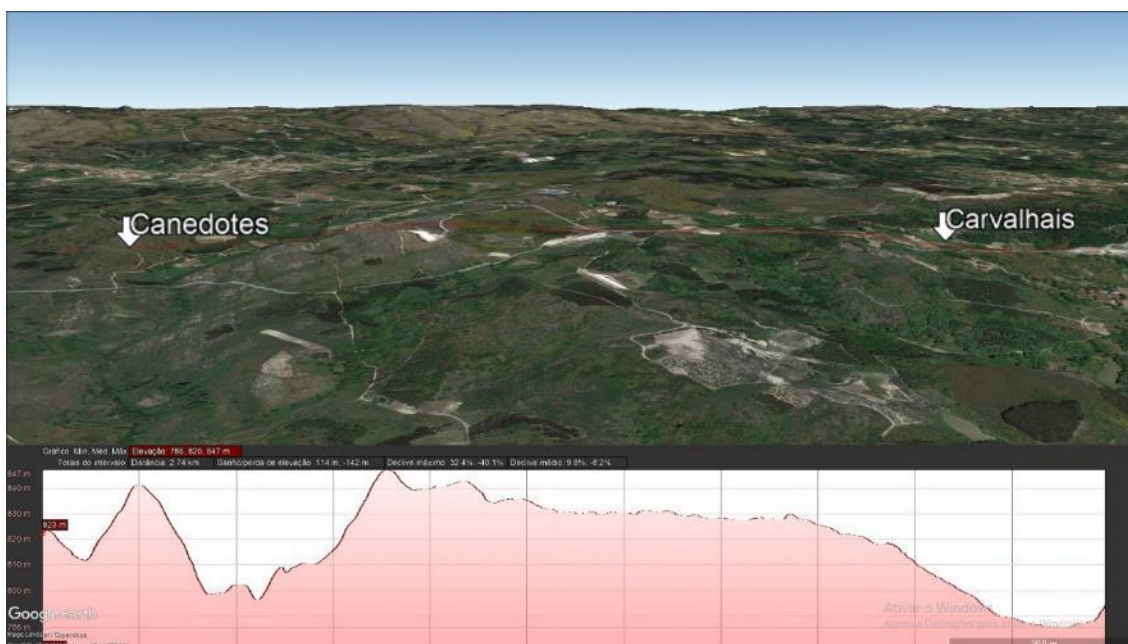 Canedotes
Carvalhais
Gráfico: Mín, Méd, Máx Elevação: 786, 820, 847 m
Totais do intervalo Distância: 2.74 km Ganho/perda de elevação: 114 m, -142 m Declive máximo: 32.4%, -40.1% Declive médio: 9.8%, -8.2%
847 m
840 m
830 m
823 m
820 m
810 m
800 m
Google Earth
786 m
Ativar o Windows